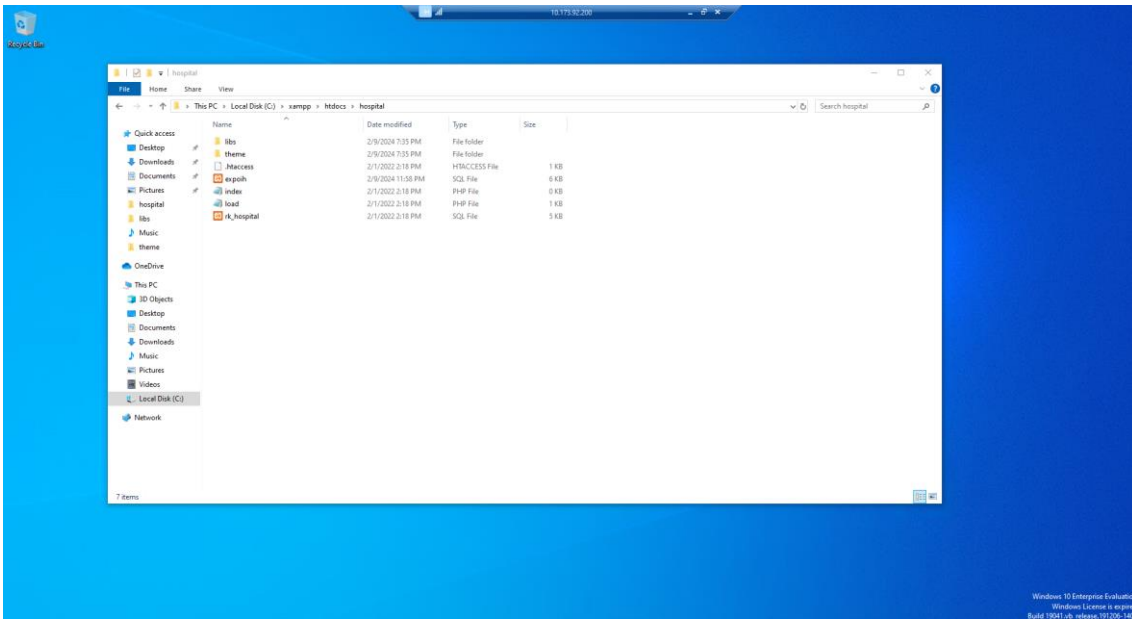 10.173.92.200
Recycle Bin
hospital
File Home Share View
This PC > Local Disk (C:) > xampp > htdocs > hospital
Search hospital
Name Date modified Type Size
Quick access
Desktop
Downloads
Documents
Pictures
hospital
libs
Music
theme
OneDrive
This PC
3D Objects
Desktop
Documents
Downloads
Music
Pictures
Videos
Local Disk (C:)
Network
libs 2/9/2024 7:35 PM File folder
theme 2/9/2024 7:35 PM File folder
.htaccess 2/1/2022 2:18 PM HTACCESS File 1 KB
expoih 2/9/2024 11:58 PM SQL File 6 KB
index 2/1/2022 2:18 PM PHP File 0 KB
load 2/1/2022 2:18 PM PHP File 1 KB
rk_hospital 2/1/2022 2:18 PM SQL File 5 KB
7 items
Windows 10 Enterprise Evaluatio
Windows License is expire
Build 19041.vb_release.191206-140